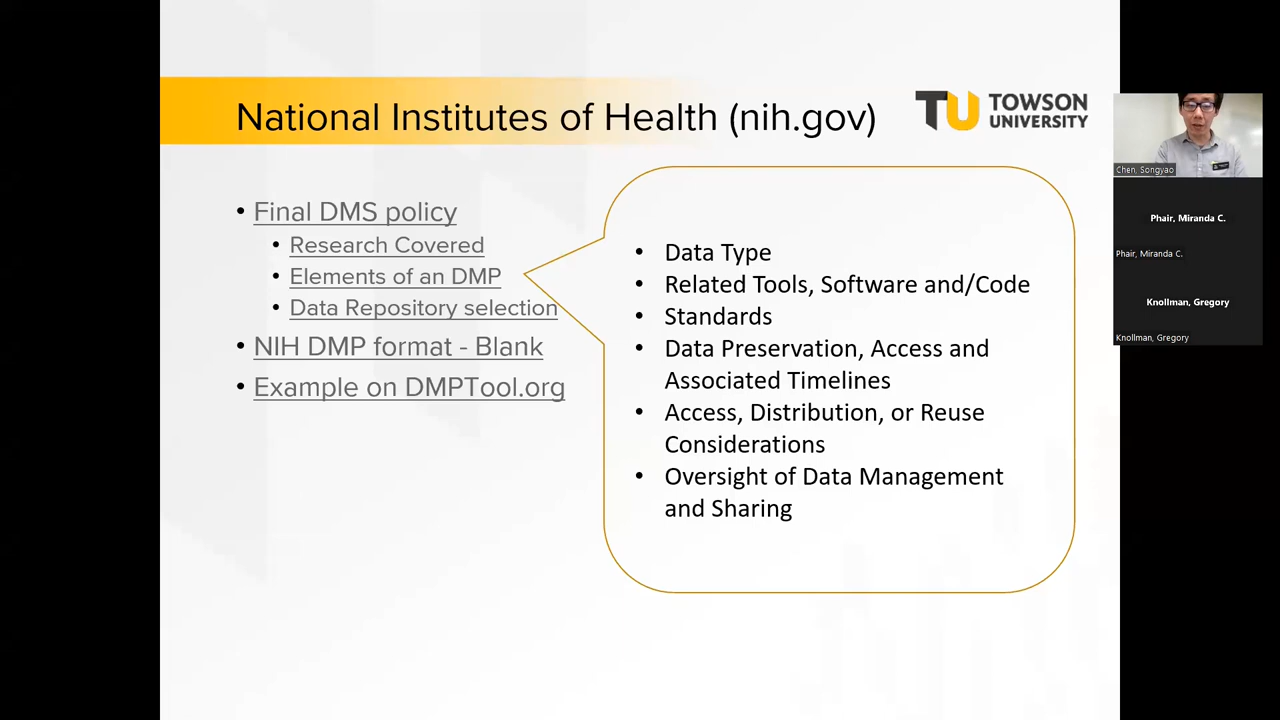 National Institutes of Health (nih.gov)
TU TOWSON
UNIVERSITY
• Final DMS policy
• Research Covered
• Elements of an DMP
• Data Repository selection
• NIH DMP format - Blank
• Example on DMPTool.org
• Data Type
• Related Tools, Software and/Code
• Standards
• Data Preservation, Access and
Associated Timelines
• Access, Distribution, or Reuse
Considerations
• Oversight of Data Management
and Sharing
Chen, Songyao
Phair, Miranda C.
Phair, Miranda C.
Knollman, Gregory
Knollman, Gregory